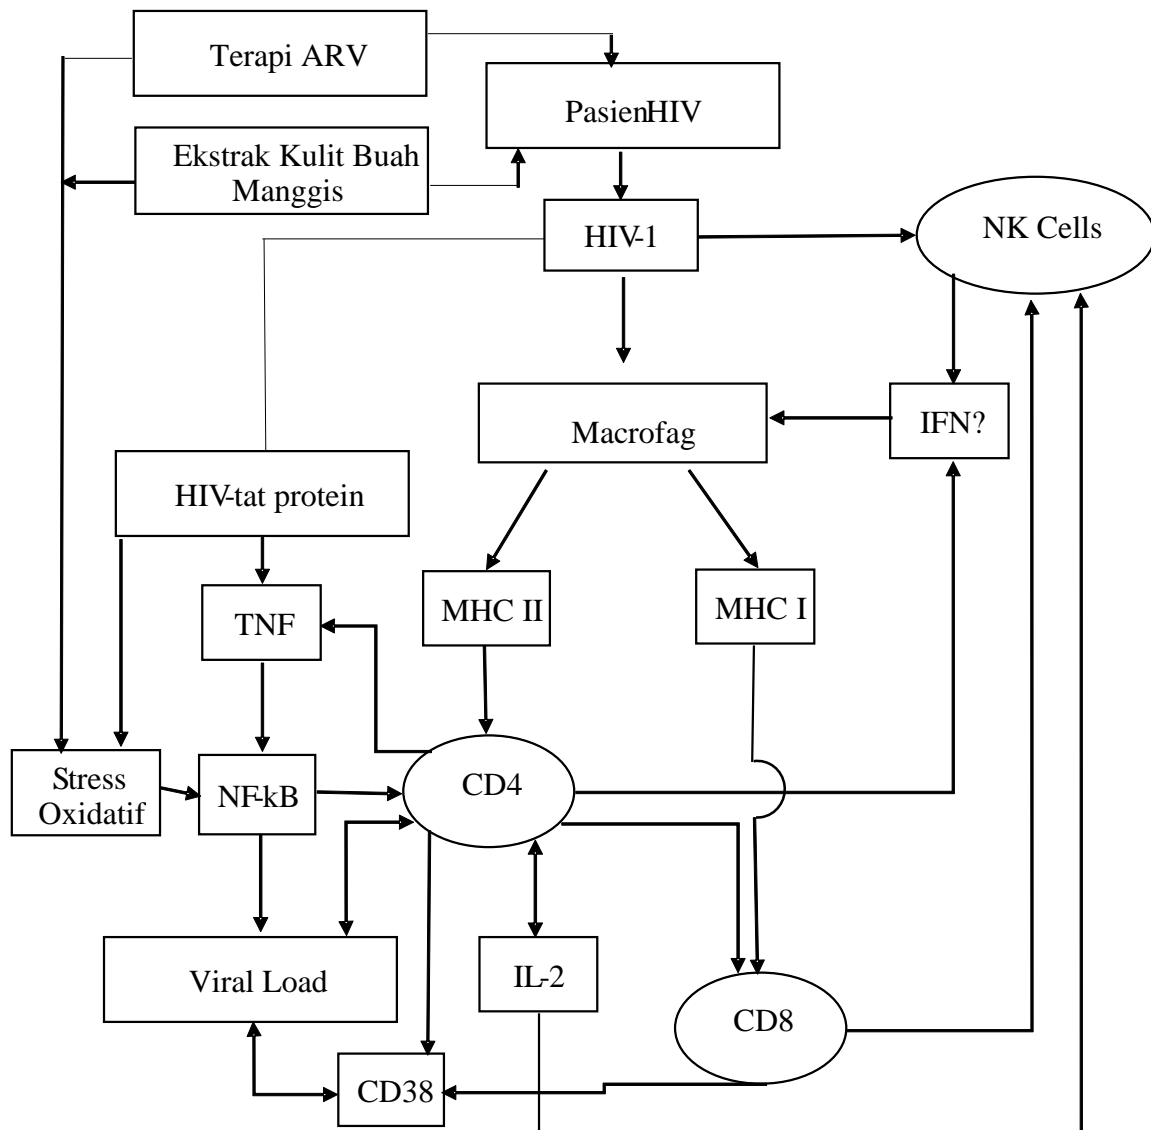 Terapi ARV
PasienHIV
Ekstrak Kulit Buah
Manggis
HIV-1
NK Cells
Macrofag
IFN?
HIV-tat protein
MHC II
MHC I
TNF
Stress
Oxidatif
NF-kB
CD4
Viral Load
IL-2
CD8
CD38